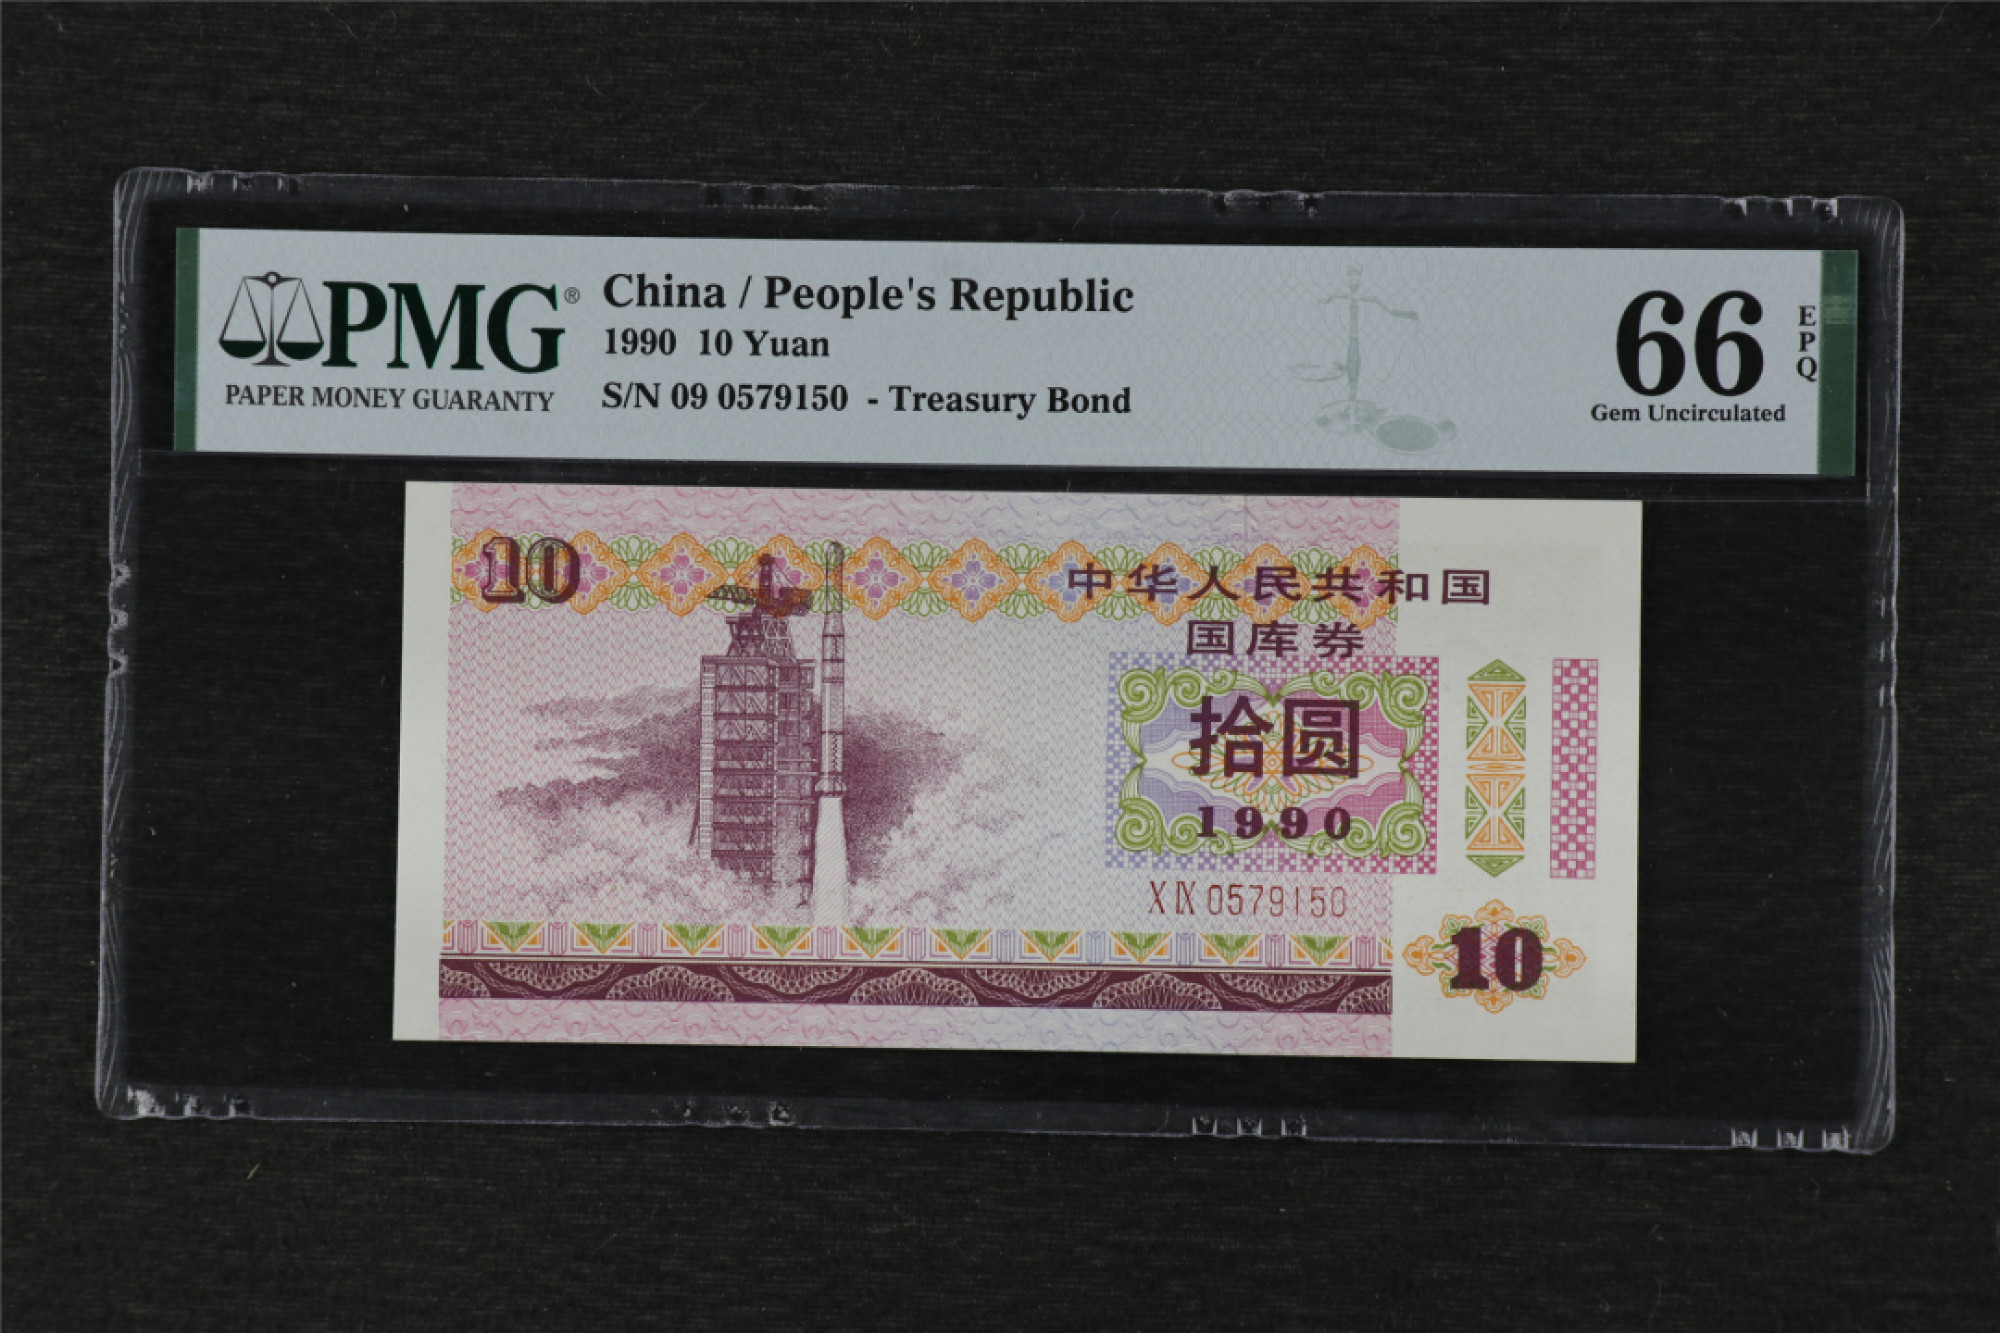 PMG®
PAPER MONEY GUARANTY
China / People's Republic
1990 10 Yuan
S/N 09 0579150 - Treasury Bond
66
EPQ
Gem Uncirculated
10
中华人民共和国
国库券
拾圆
1990
X IX 0579150
10